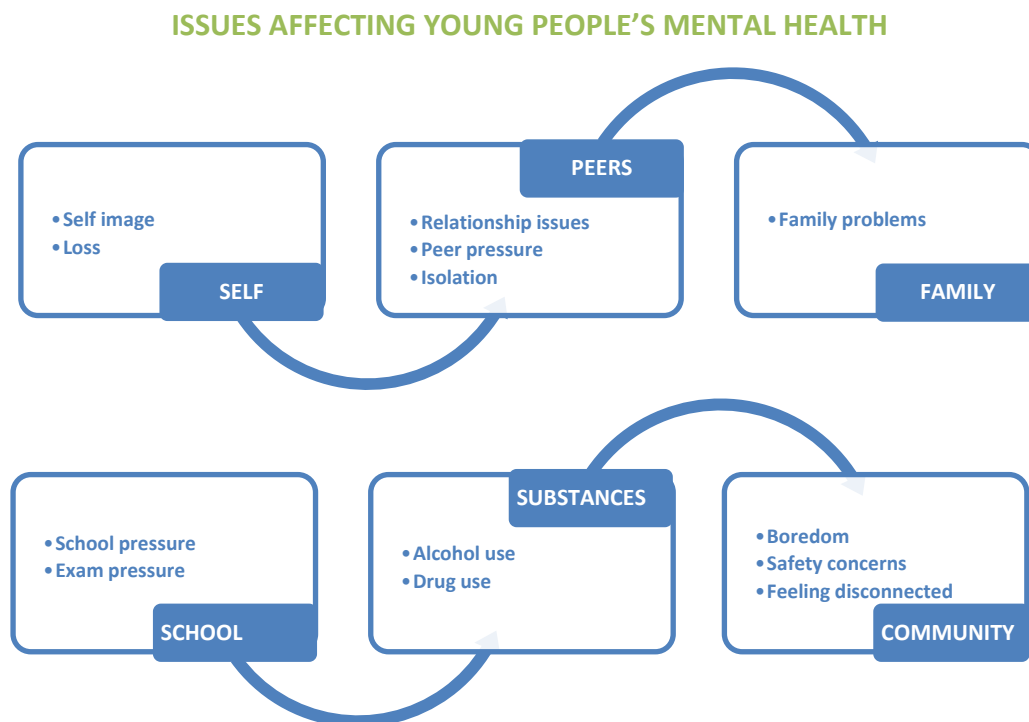 ISSUES AFFECTING YOUNG PEOPLE’S MENTAL HEALTH
• Self image
• Loss
SELF
PEERS
• Relationship issues
• Peer pressure
• Isolation
• Family problems
FAMILY
• School pressure
• Exam pressure
SCHOOL
SUBSTANCES
• Alcohol use
• Drug use
• Boredom
• Safety concerns
• Feeling disconnected
COMMUNITY